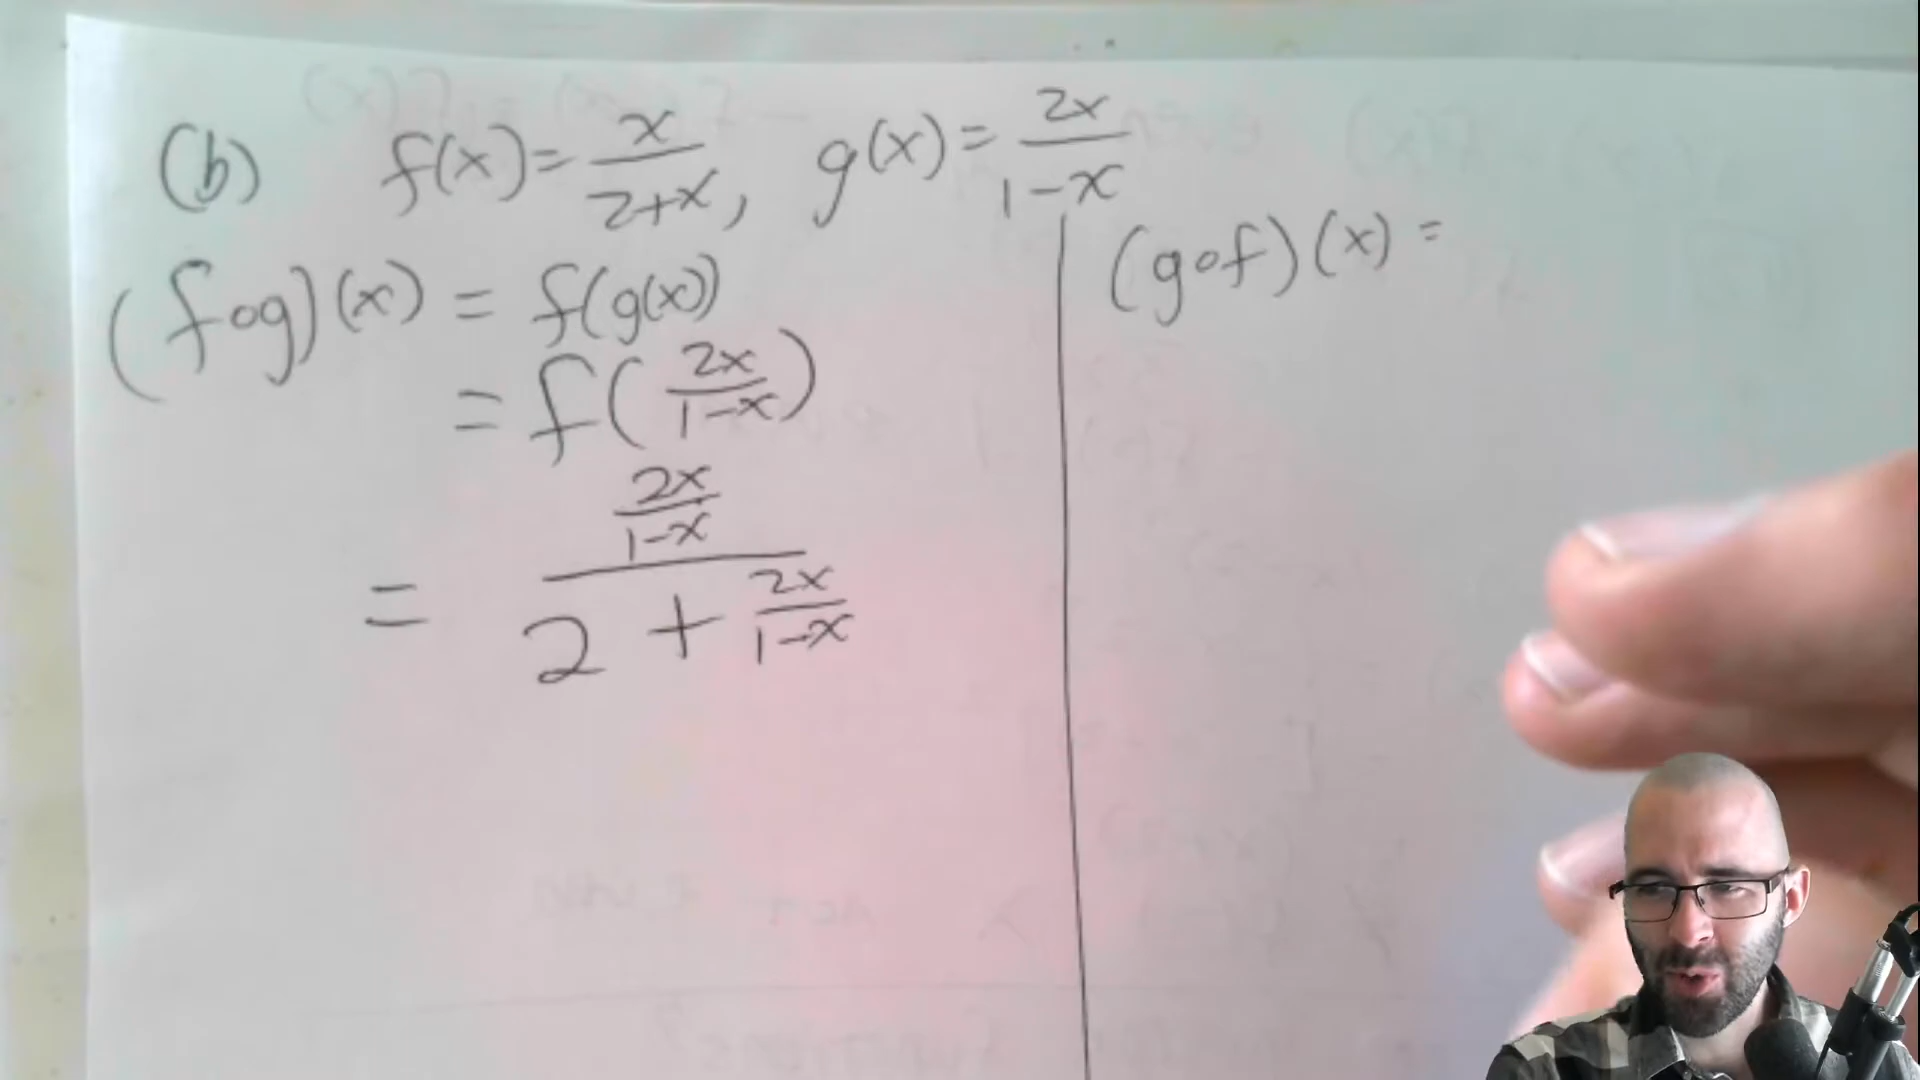 (b) f(x) = x/(2+x), g(x) = 2x/(1-x)
(f∘g)(x) = f(g(x))
= f(2x/(1-x))
= (2x/(1-x))/(2 + 2x/(1-x))
(g∘f)(x) =